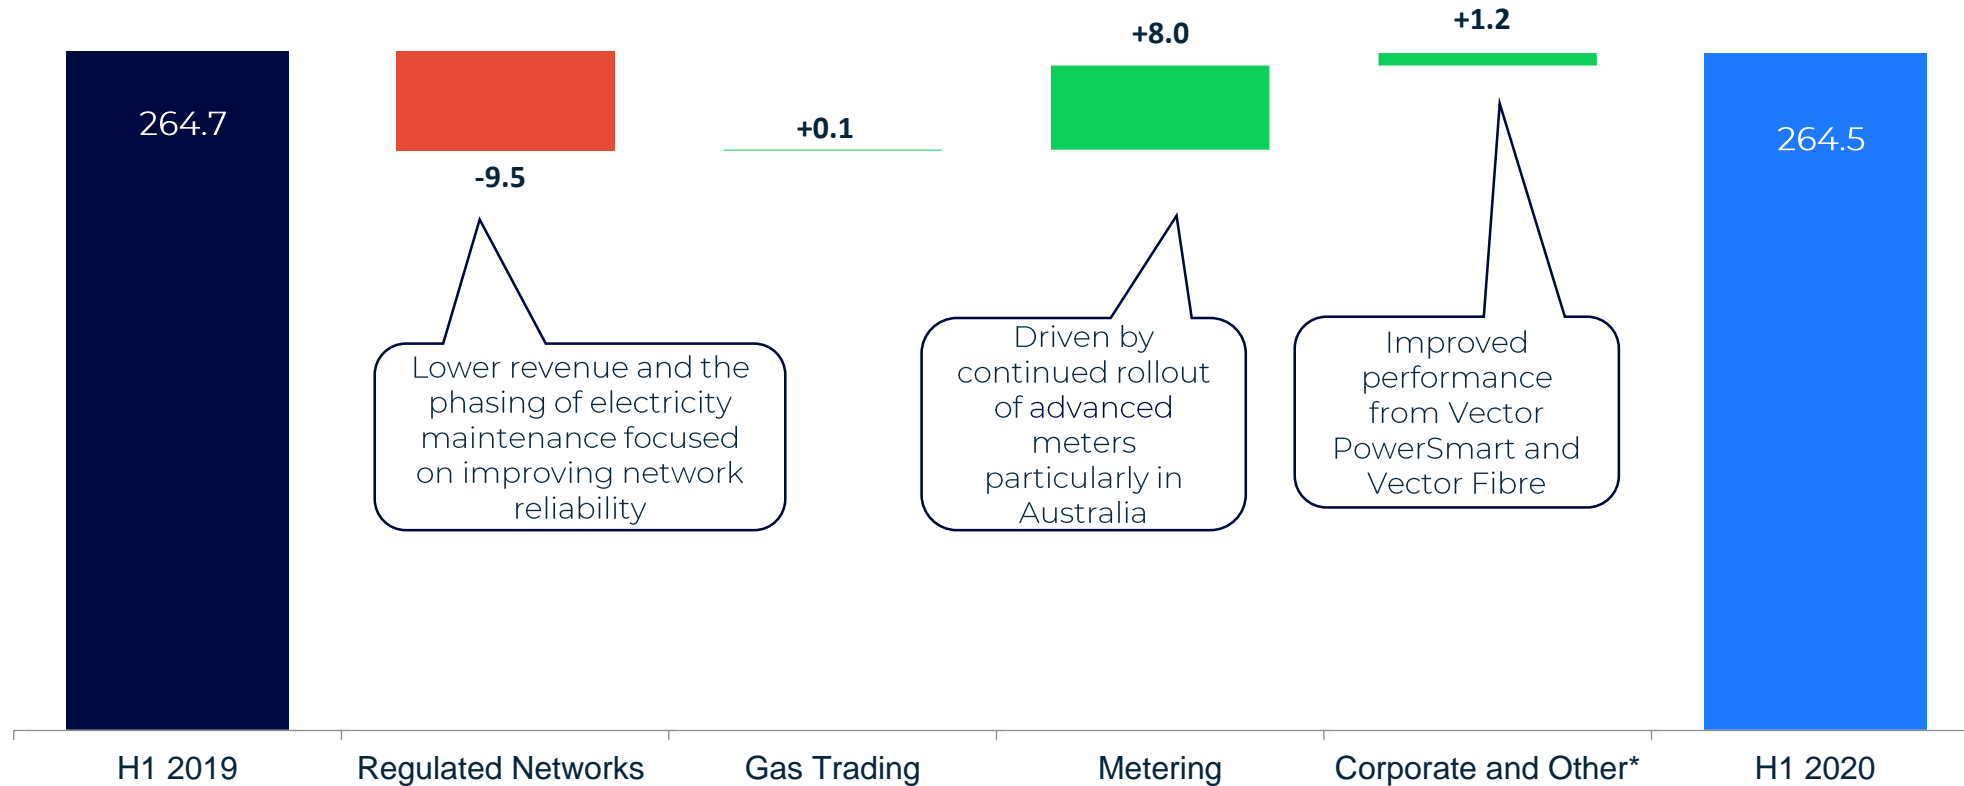 264.7
-9.5
+0.1
+8.0
+1.2
264.5
Lower revenue and the
phasing of electricity
maintenance focused
on improving network
reliability
Driven by
continued rollout
of advanced
meters
particularly in
Australia
Improved
performance
from Vector
PowerSmart and
Vector Fibre
H1 2019
Regulated Networks
Gas Trading
Metering
Corporate and Other*
H1 2020